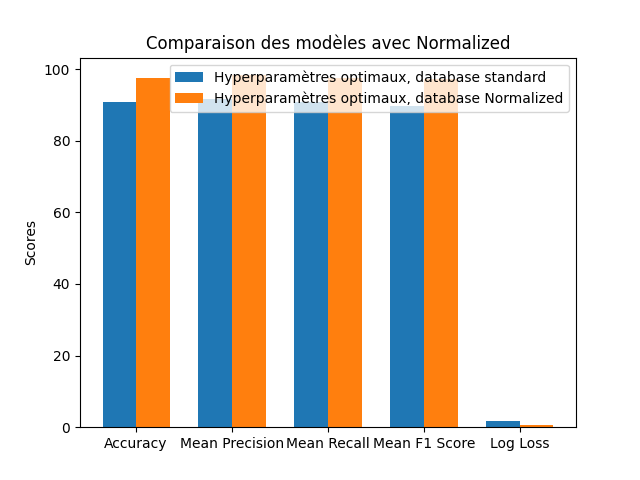 Comparaison des modèles avec Normalized
Hyperparamètres optimaux, database standard
Hyperparamètres optimaux, database Normalized
Scores
100
80
60
40
20
0
Accuracy Mean Precision Mean Recall Mean F1 Score Log Loss